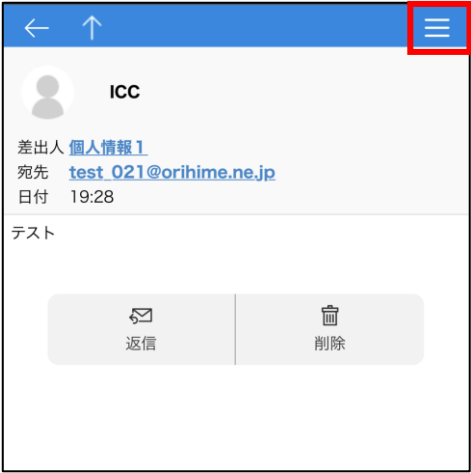 ICC
差出人 個人情報1
宛先 test_021@orihime.ne.jp
日付 19:28
テスト
返信
削除